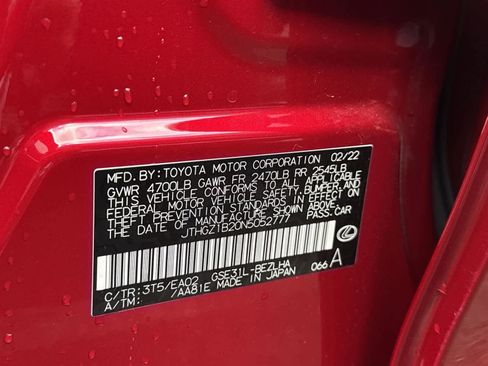 MFD. BY: TOYOTA MOTOR CORPORATION 02/22
GVWR 4700LB GAWR FR 2470LB RR 2545LB
THIS VEHICLE CONFORMS TO ALL APPLICABLE
FEDERAL MOTOR VEHICLE SAFETY, BUMPER, AND
THEFT PREVENTION STANDARDS IN EFFECT ON
THE DATE OF MANUFACTURE SHOWN ABOVE.
JTHGZ1B20N5052777 PASS. CAR
C/TR: 3T5/EA02 GSE31L-BEZLHA
A/TM: /AA81E MADE IN JAPAN 066 A